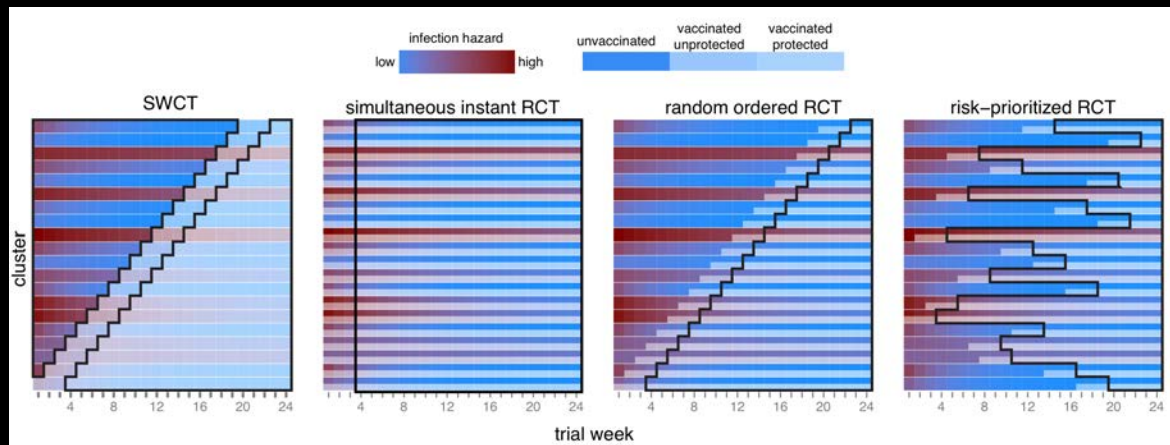 infection hazard
low high
unvaccinated
vaccinated
unprotected
vaccinated
protected
SWCT
simultaneous instant RCT
random ordered RCT
risk−prioritized RCT
cluster
4 8 12 16 20 24
4 8 12 16 20 24
4 8 12 16 20 24
4 8 12 16 20 24
trial week